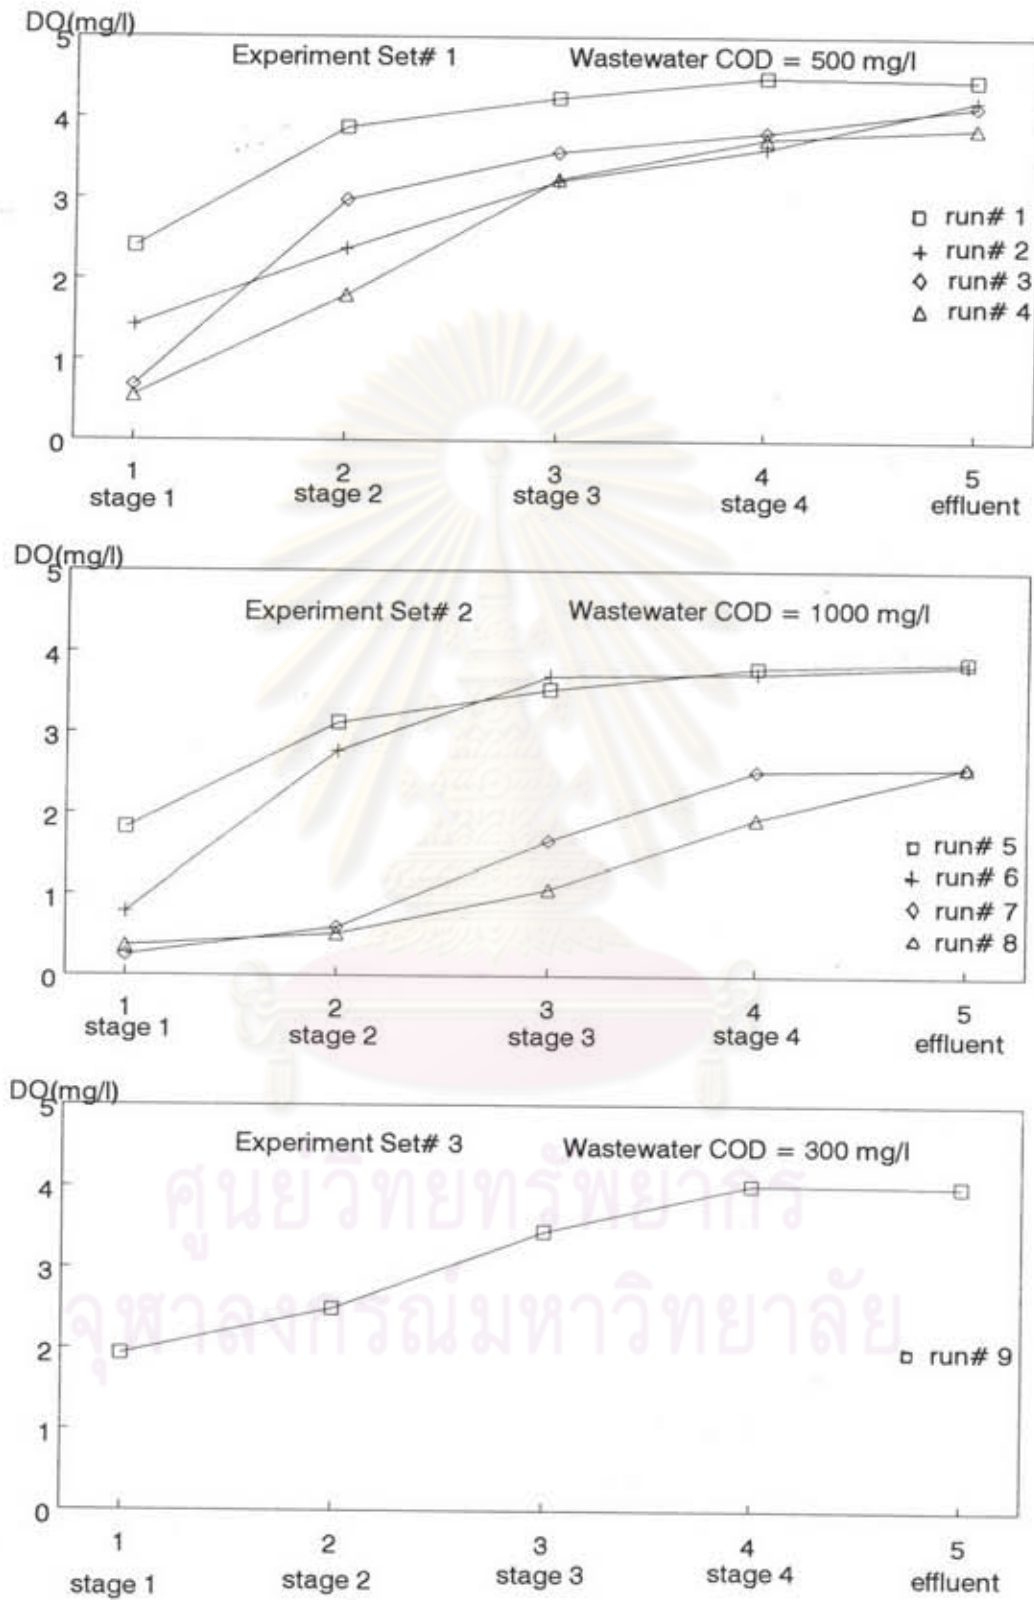 DO(mg/l)
5
Experiment Set# 1
Wastewater COD = 500 mg/l
4
3
2
1
0
□ run# 1
+ run# 2
◇ run# 3
△ run# 4
1 2 3 4 5
stage 1 stage 2 stage 3 stage 4 effluent
DO(mg/l)
5
Experiment Set# 2
Wastewater COD = 1000 mg/l
4
3
2
1
0
□ run# 5
+ run# 6
◇ run# 7
△ run# 8
1 2 3 4 5
stage 1 stage 2 stage 3 stage 4 effluent
DO(mg/l)
5
Experiment Set# 3
Wastewater COD = 300 mg/l
4
ศูนย์วิทยทรัพยากร
3
จุฬาลงกรณ์มหาวิทยาลัย
2
□ run# 9
1
0
1 2 3 4 5
stage 1 stage 2 stage 3 stage 4 effluent